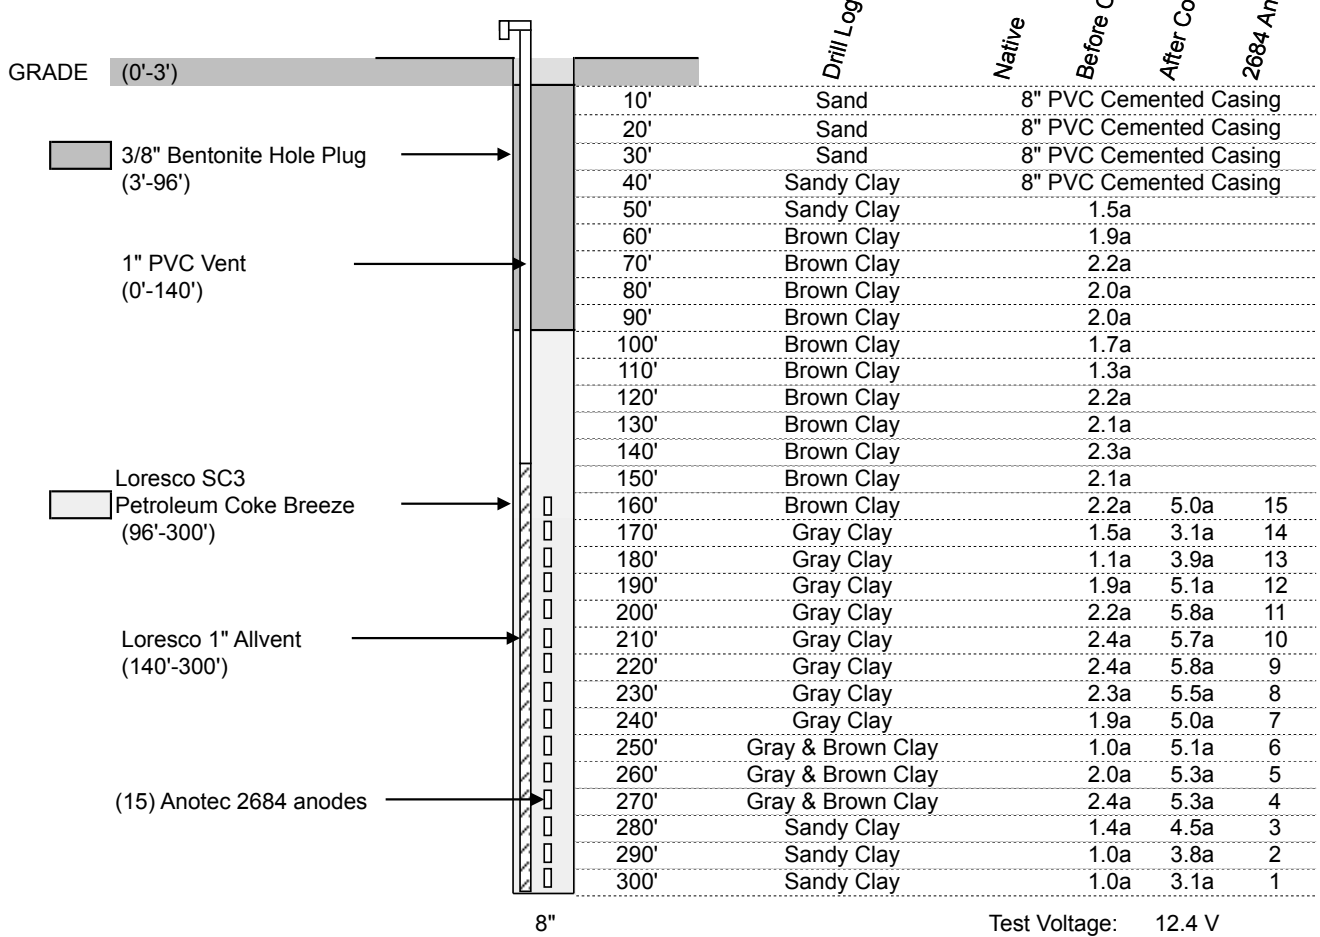 Drill Log
Native
Before C
After Co
2684 An
GRADE (0'-3')
10' Sand 8" PVC Cemented Casing
20' Sand 8" PVC Cemented Casing
30' Sand 8" PVC Cemented Casing
40' Sandy Clay 8" PVC Cemented Casing
50' Sandy Clay 1.5a
60' Brown Clay 1.9a
70' Brown Clay 2.2a
80' Brown Clay 2.0a
90' Brown Clay 2.0a
100' Brown Clay 1.7a
110' Brown Clay 1.3a
120' Brown Clay 2.2a
130' Brown Clay 2.1a
140' Brown Clay 2.3a
150' Brown Clay 2.1a
160' Brown Clay 2.2a 5.0a 15
170' Gray Clay 1.5a 3.1a 14
180' Gray Clay 1.1a 3.9a 13
190' Gray Clay 1.9a 5.1a 12
200' Gray Clay 2.2a 5.8a 11
210' Gray Clay 2.4a 5.7a 10
220' Gray Clay 2.4a 5.8a 9
230' Gray Clay 2.3a 5.5a 8
240' Gray Clay 1.9a 5.0a 7
250' Gray & Brown Clay 1.0a 5.1a 6
260' Gray & Brown Clay 2.0a 5.3a 5
270' Gray & Brown Clay 2.4a 5.3a 4
280' Sandy Clay 1.4a 4.5a 3
290' Sandy Clay 1.0a 3.8a 2
300' Sandy Clay 1.0a 3.1a 1
3/8" Bentonite Hole Plug
(3'-96')
1" PVC Vent
(0'-140')
Loresco SC3
Petroleum Coke Breeze
(96'-300')
Loresco 1" Allvent
(140'-300')
(15) Anotec 2684 anodes
8"
Test Voltage: 12.4 V